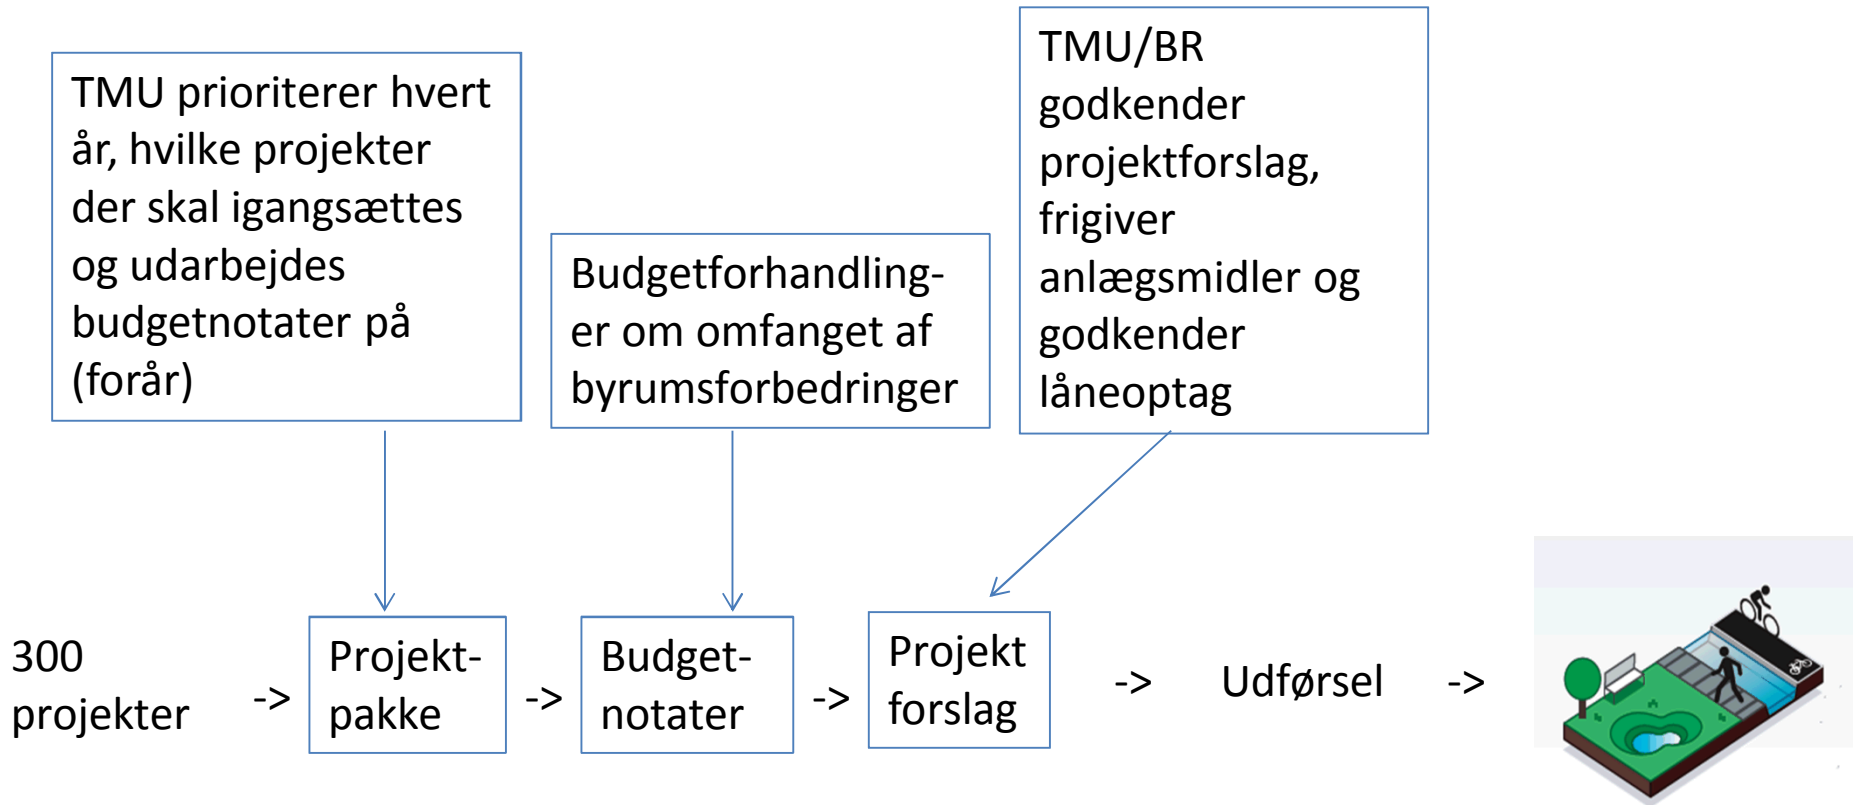 TMU prioriterer hvert
år, hvilke projekter
der skal igangsættes
og udarbejdes
budgetnotater på
(forår)
Budgetforhandling-
er om omfanget af
byrumsforbedringer
TMU/BR
godkender
projektforslag,
frigiver
anlægsmidler og
godkender
låneoptag
300
projekter
->
Projekt-
pakke
->
Budget-
notater
->
Projekt
forslag
->
Udførsel
->